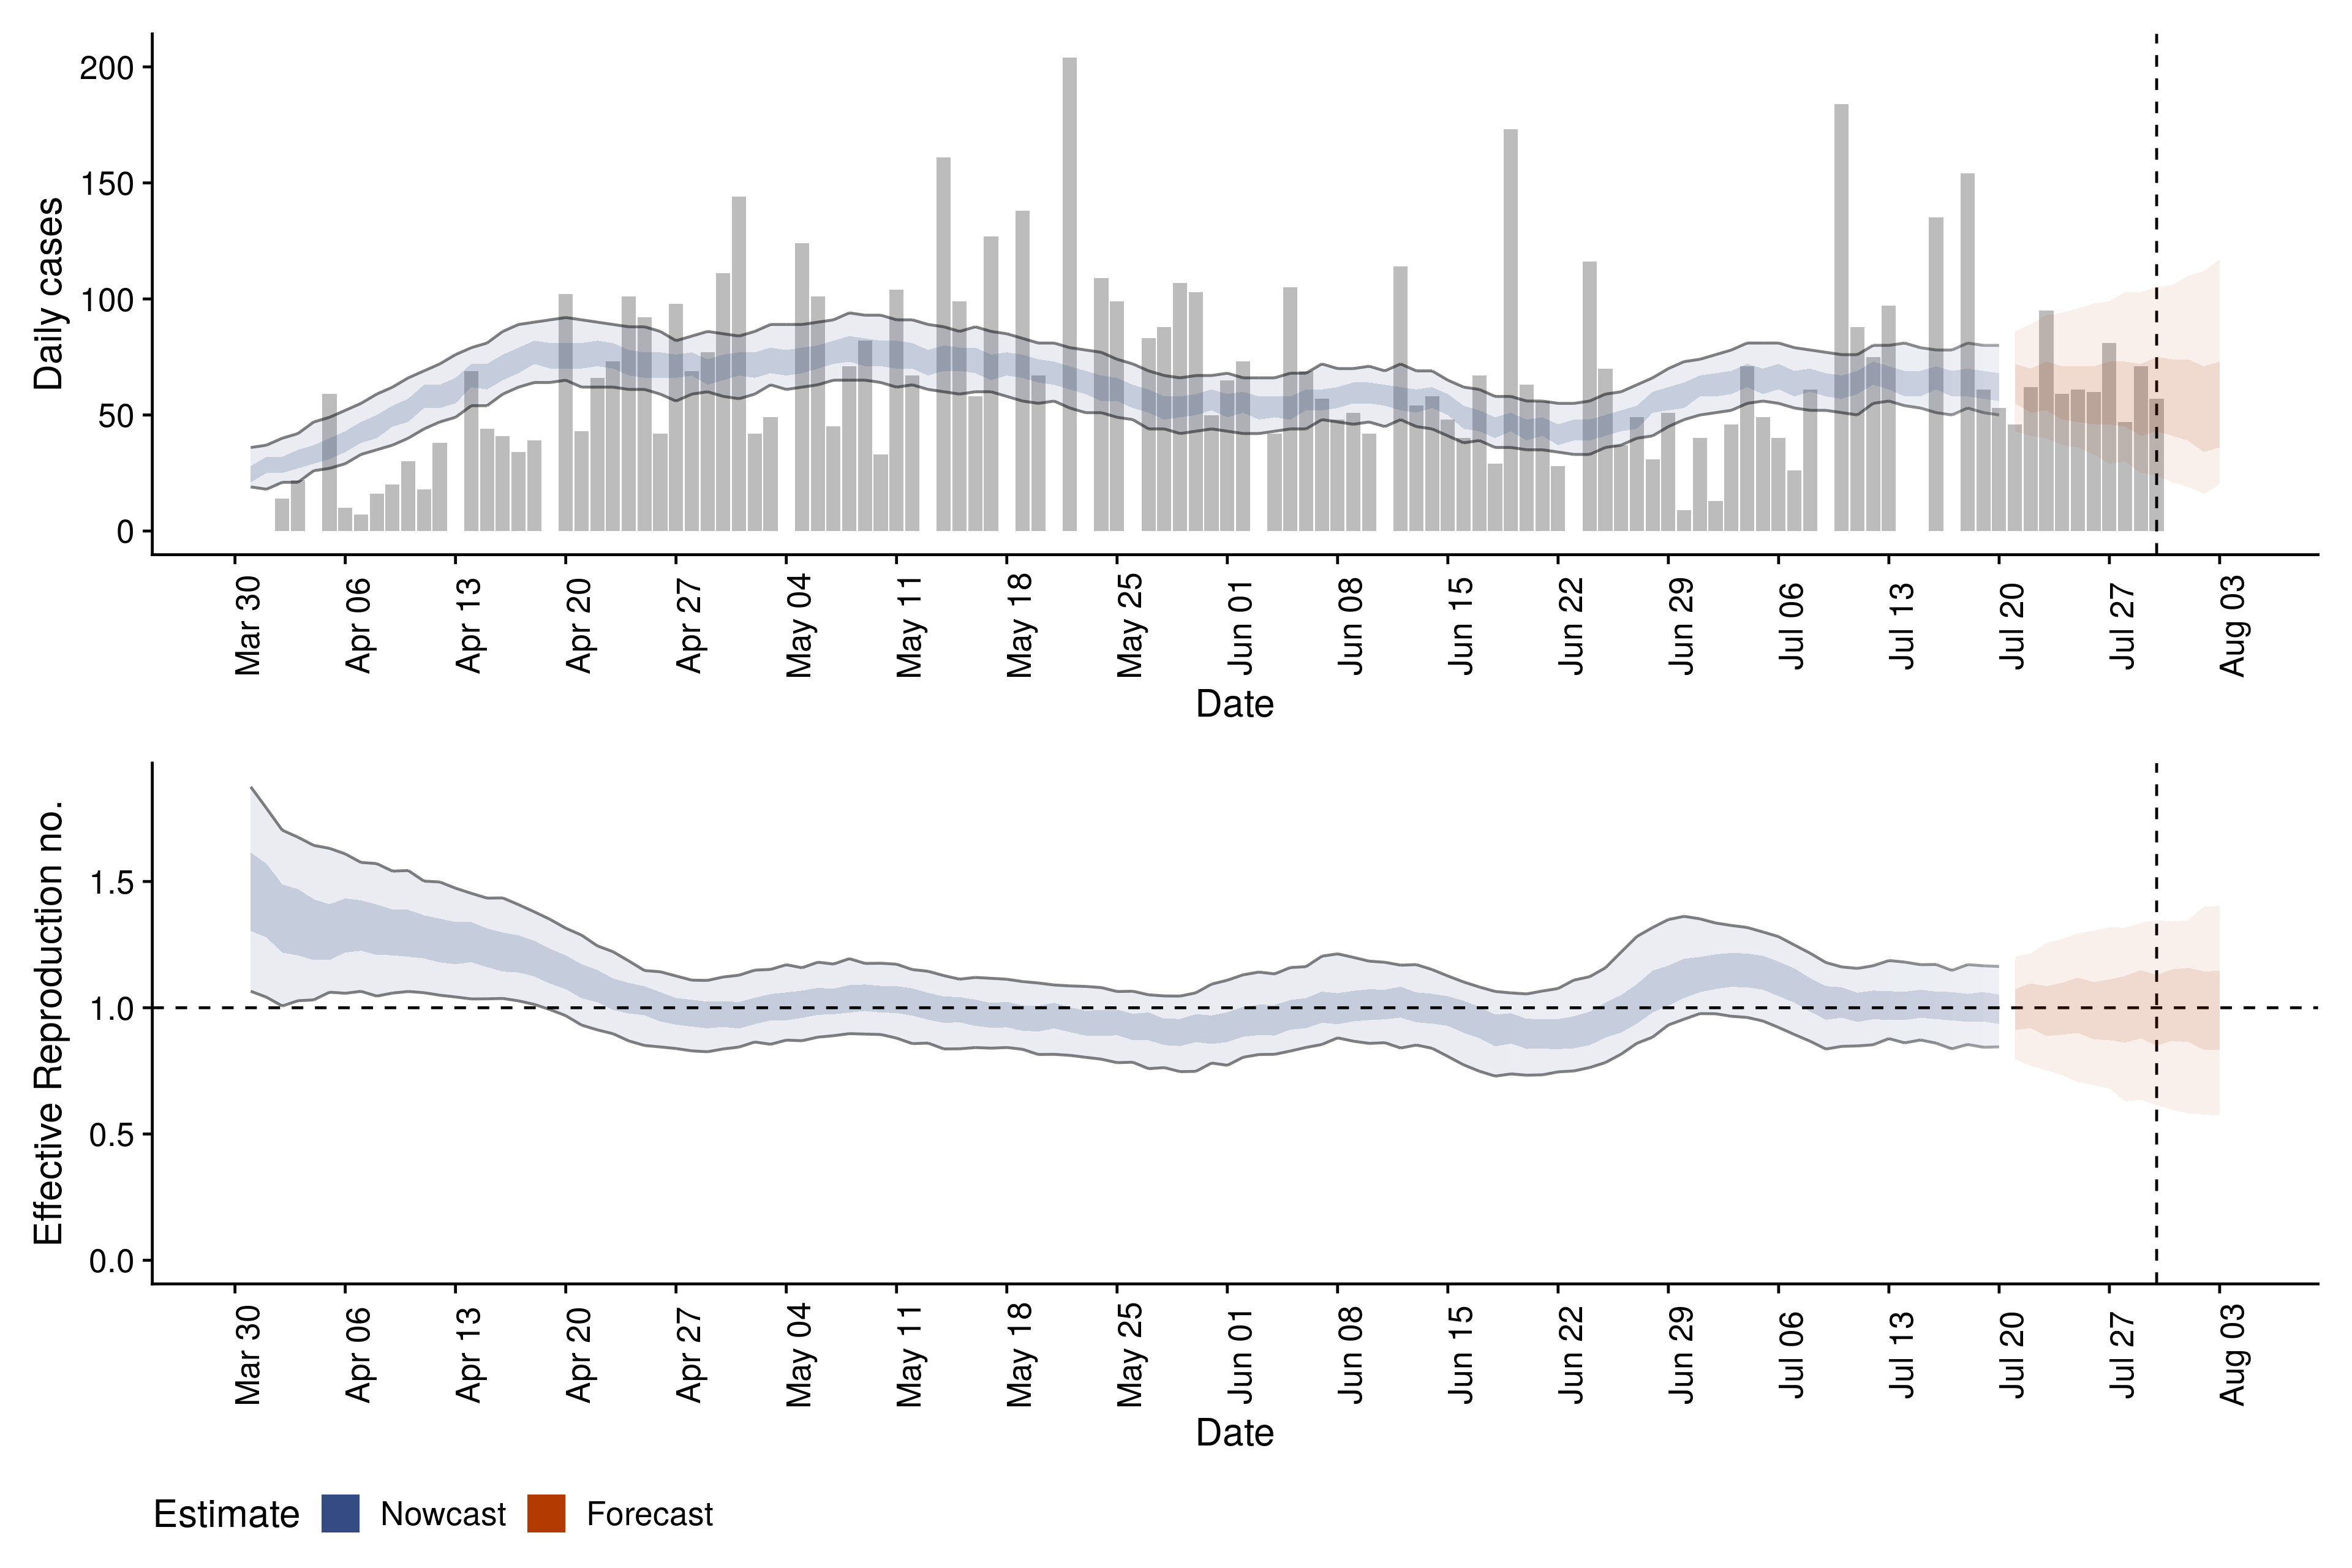 200
150
100
50
0
Daily cases
Mar 30
Apr 06
Apr 13
Apr 20
Apr 27
May 04
May 11
May 18
May 25
Jun 01
Jun 08
Jun 15
Jun 22
Jun 29
Jul 06
Jul 13
Jul 20
Jul 27
Aug 03
Date
1.5
1.0
0.5
0.0
Effective Reproduction no.
Mar 30
Apr 06
Apr 13
Apr 20
Apr 27
May 04
May 11
May 18
May 25
Jun 01
Jun 08
Jun 15
Jun 22
Jun 29
Jul 06
Jul 13
Jul 20
Jul 27
Aug 03
Date
Estimate Nowcast Forecast